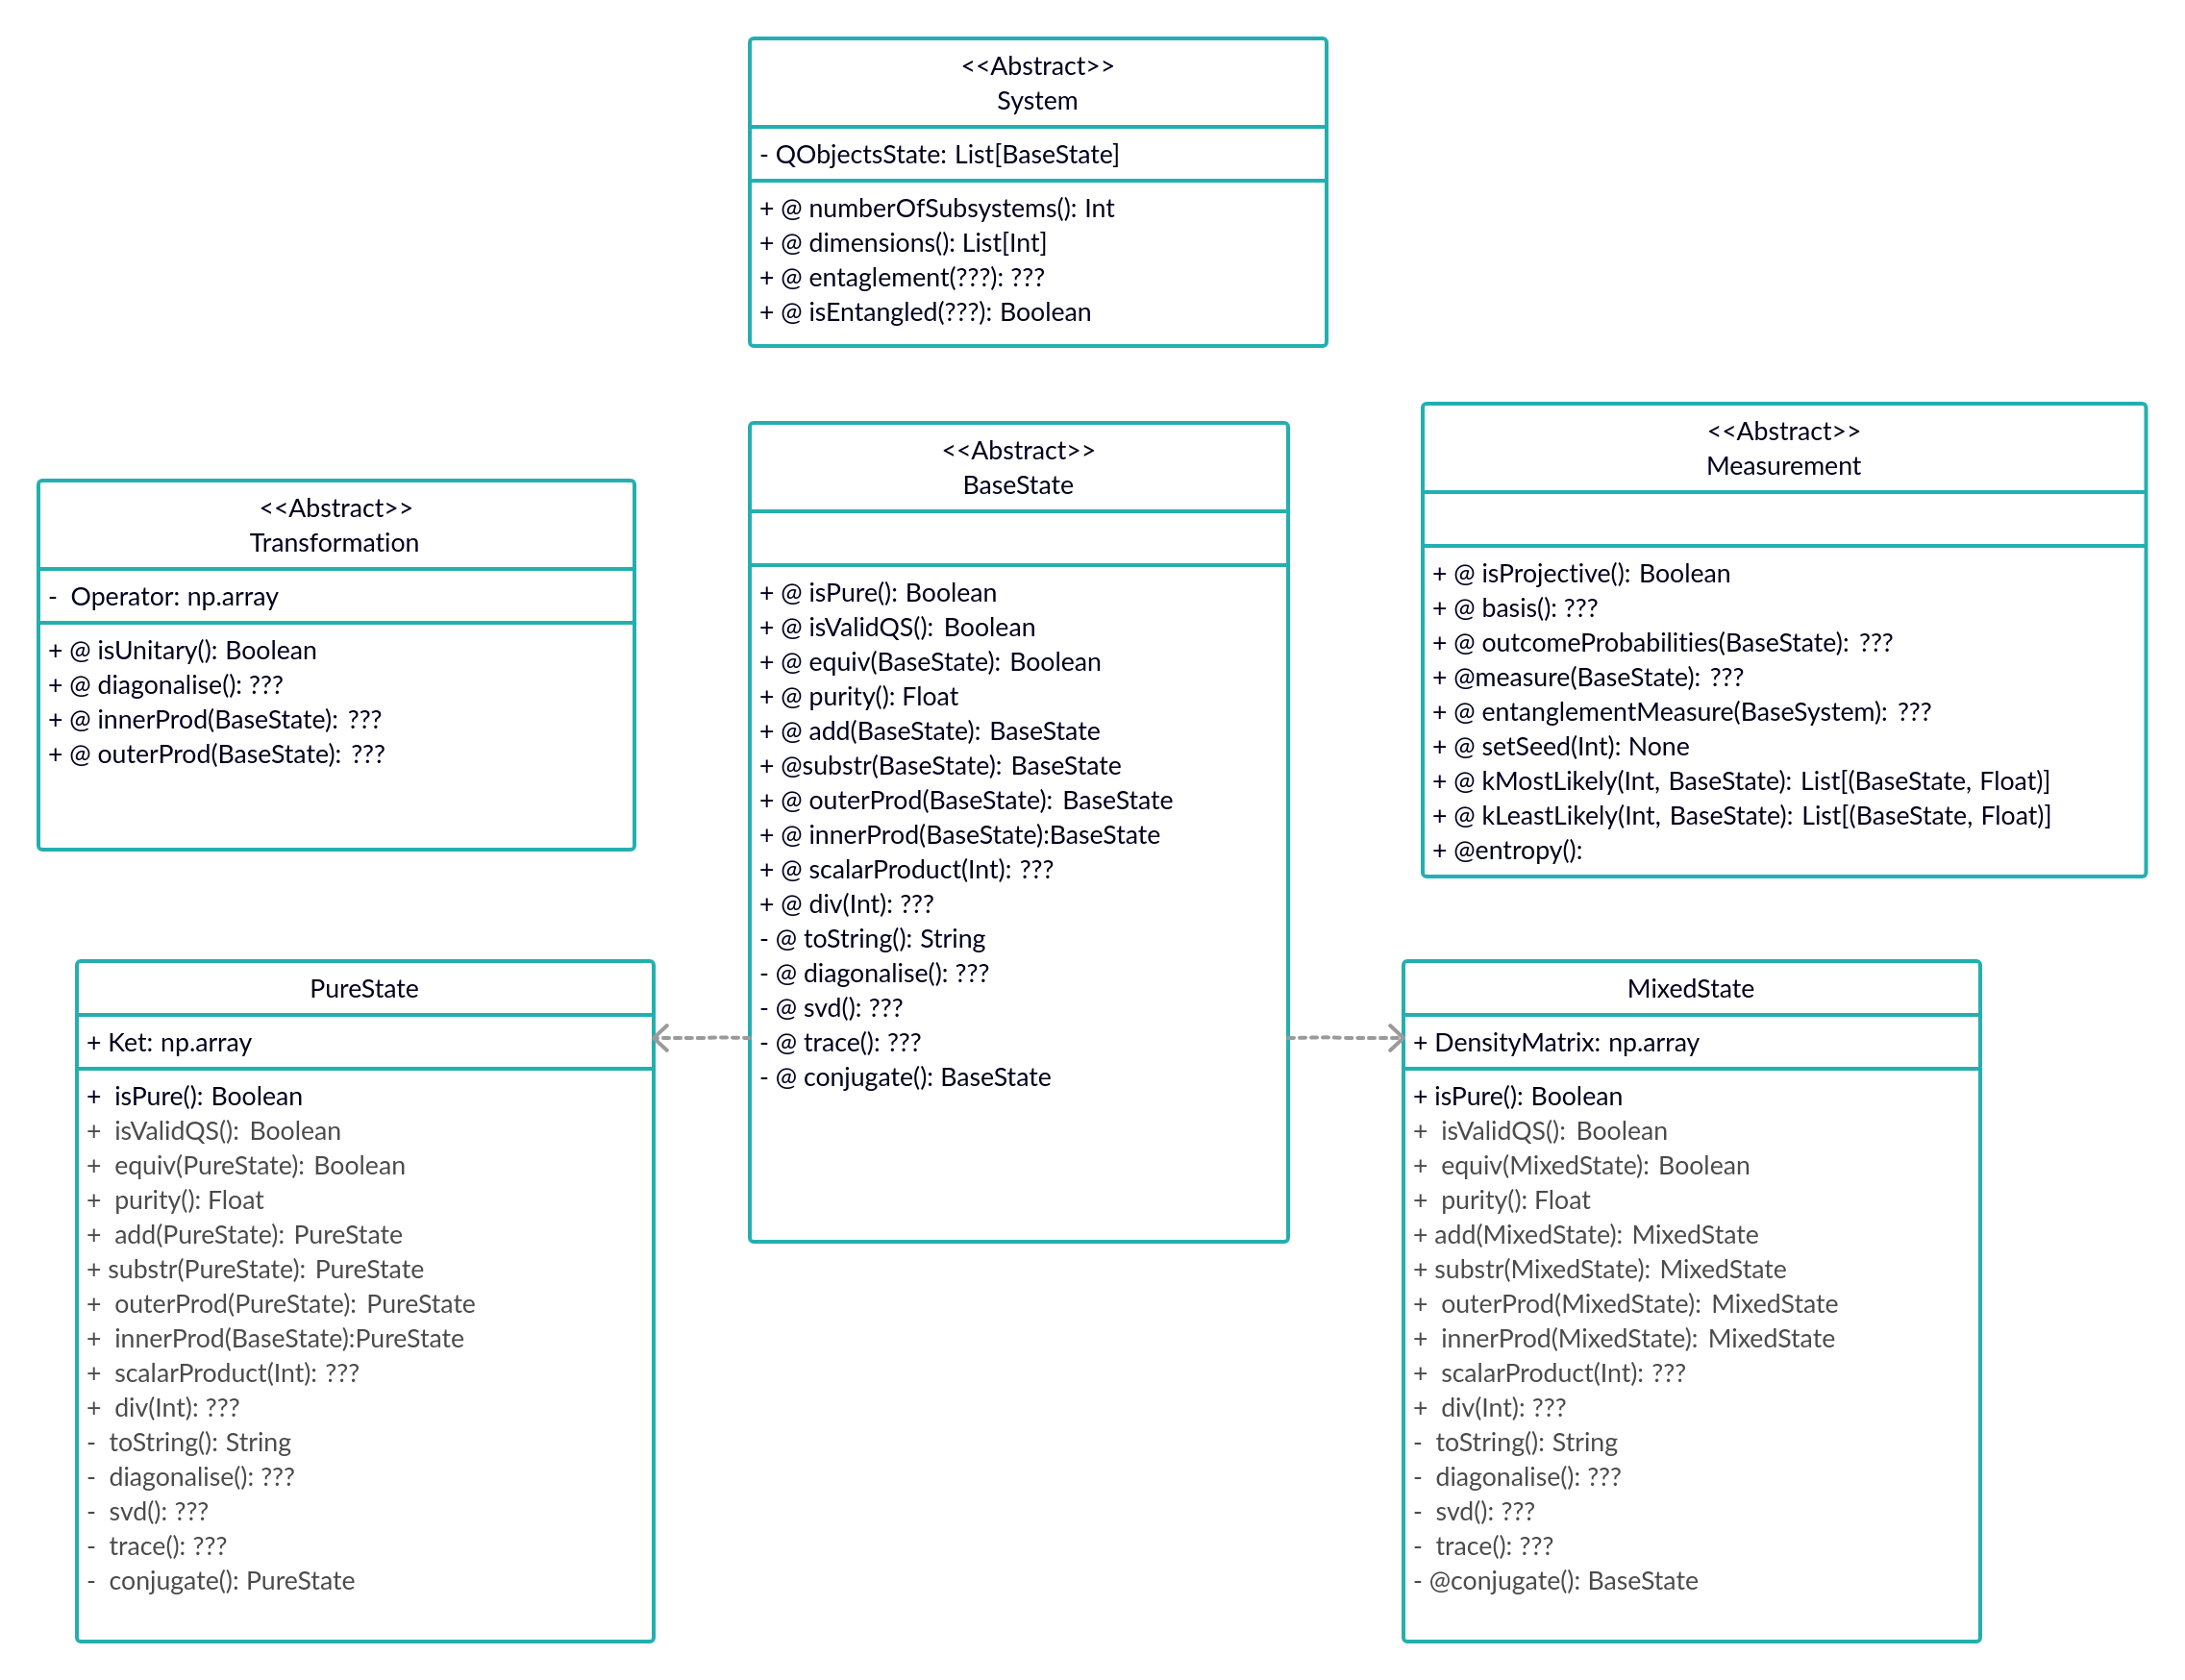 <<Abstract>>
System
- QObjectsState: List[BaseState]
+ @ numberOfSubsystems(): Int
+ @ dimensions(): List[Int]
+ @ entaglement(???): ???
+ @ isEntangled(???): Boolean
<<Abstract>>
Transformation
- Operator: np.array
+ @ isUnitary(): Boolean
+ @ diagonalise(): ???
+ @ innerProd(BaseState): ???
+ @ outerProd(BaseState): ???
<<Abstract>>
BaseState
+ @ isPure(): Boolean
+ @ isValidQS(): Boolean
+ @ equiv(BaseState): Boolean
+ @ purity(): Float
+ @ add(BaseState): BaseState
+ @substr(BaseState): BaseState
+ @ outerProd(BaseState): BaseState
+ @ innerProd(BaseState):BaseState
+ @ scalarProduct(Int): ???
+ @ div(Int): ???
- @ toString(): String
- @ diagonalise(): ???
- @ svd(): ???
- @ trace(): ???
- @ conjugate(): BaseState
<<Abstract>>
Measurement
+ @ isProjective(): Boolean
+ @ basis(): ???
+ @ outcomeProbabilities(BaseState): ???
+ @measure(BaseState): ???
+ @ entanglementMeasure(BaseSystem): ???
+ @ setSeed(Int): None
+ @ kMostLikely(Int, BaseState): List[(BaseState, Float)]
+ @ kLeastLikely(Int, BaseState): List[(BaseState, Float)]
+ @entropy():
PureState
+ Ket: np.array
+ isPure(): Boolean
+ isValidQS(): Boolean
+ equiv(PureState): Boolean
+ purity(): Float
+ add(PureState): PureState
+ substr(PureState): PureState
+ outerProd(PureState): PureState
+ innerProd(BaseState):PureState
+ scalarProduct(Int): ???
+ div(Int): ???
- toString(): String
- diagonalise(): ???
- svd(): ???
- trace(): ???
- conjugate(): PureState
MixedState
+ DensityMatrix: np.array
+ isPure(): Boolean
+ isValidQS(): Boolean
+ equiv(MixedState): Boolean
+ purity(): Float
+ add(MixedState): MixedState
+ substr(MixedState): MixedState
+ outerProd(MixedState): MixedState
+ innerProd(MixedState): MixedState
+ scalarProduct(Int): ???
+ div(Int): ???
- toString(): String
- diagonalise(): ???
- svd(): ???
- trace(): ???
- @conjugate(): BaseState